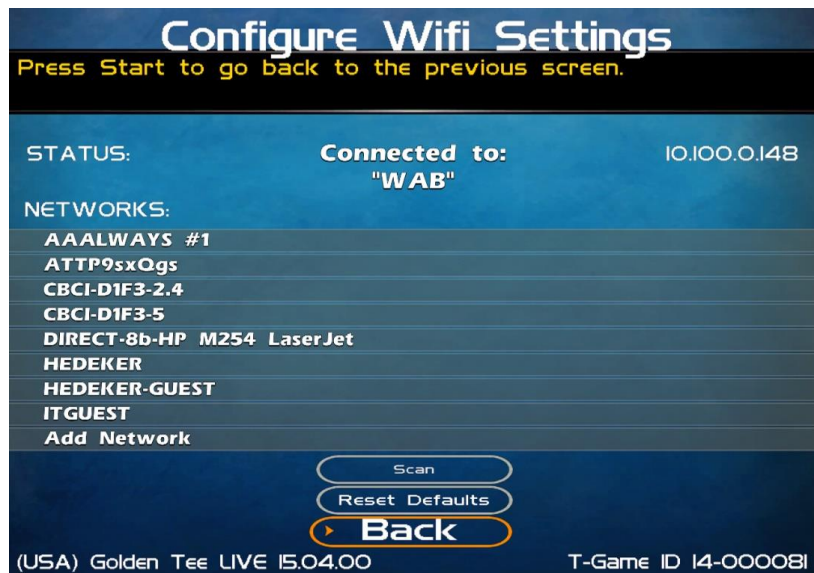 Configure Wifi Settings
Press Start to go back to the previous screen.
STATUS: Connected to: 10.100.0.148
"WAB"
NETWORKS:
AAALWAYS #1
ATTP9sxQgs
CBCI-D1F3-2.4
CBCI-D1F3-5
DIRECT-8b-HP M254 LaserJet
HEDEKER
HEDEKER-GUEST
ITGUEST
Add Network
Scan
Reset Defaults
Back
(USA) Golden Tee LIVE 15.04.00 T-Game ID 14-000081